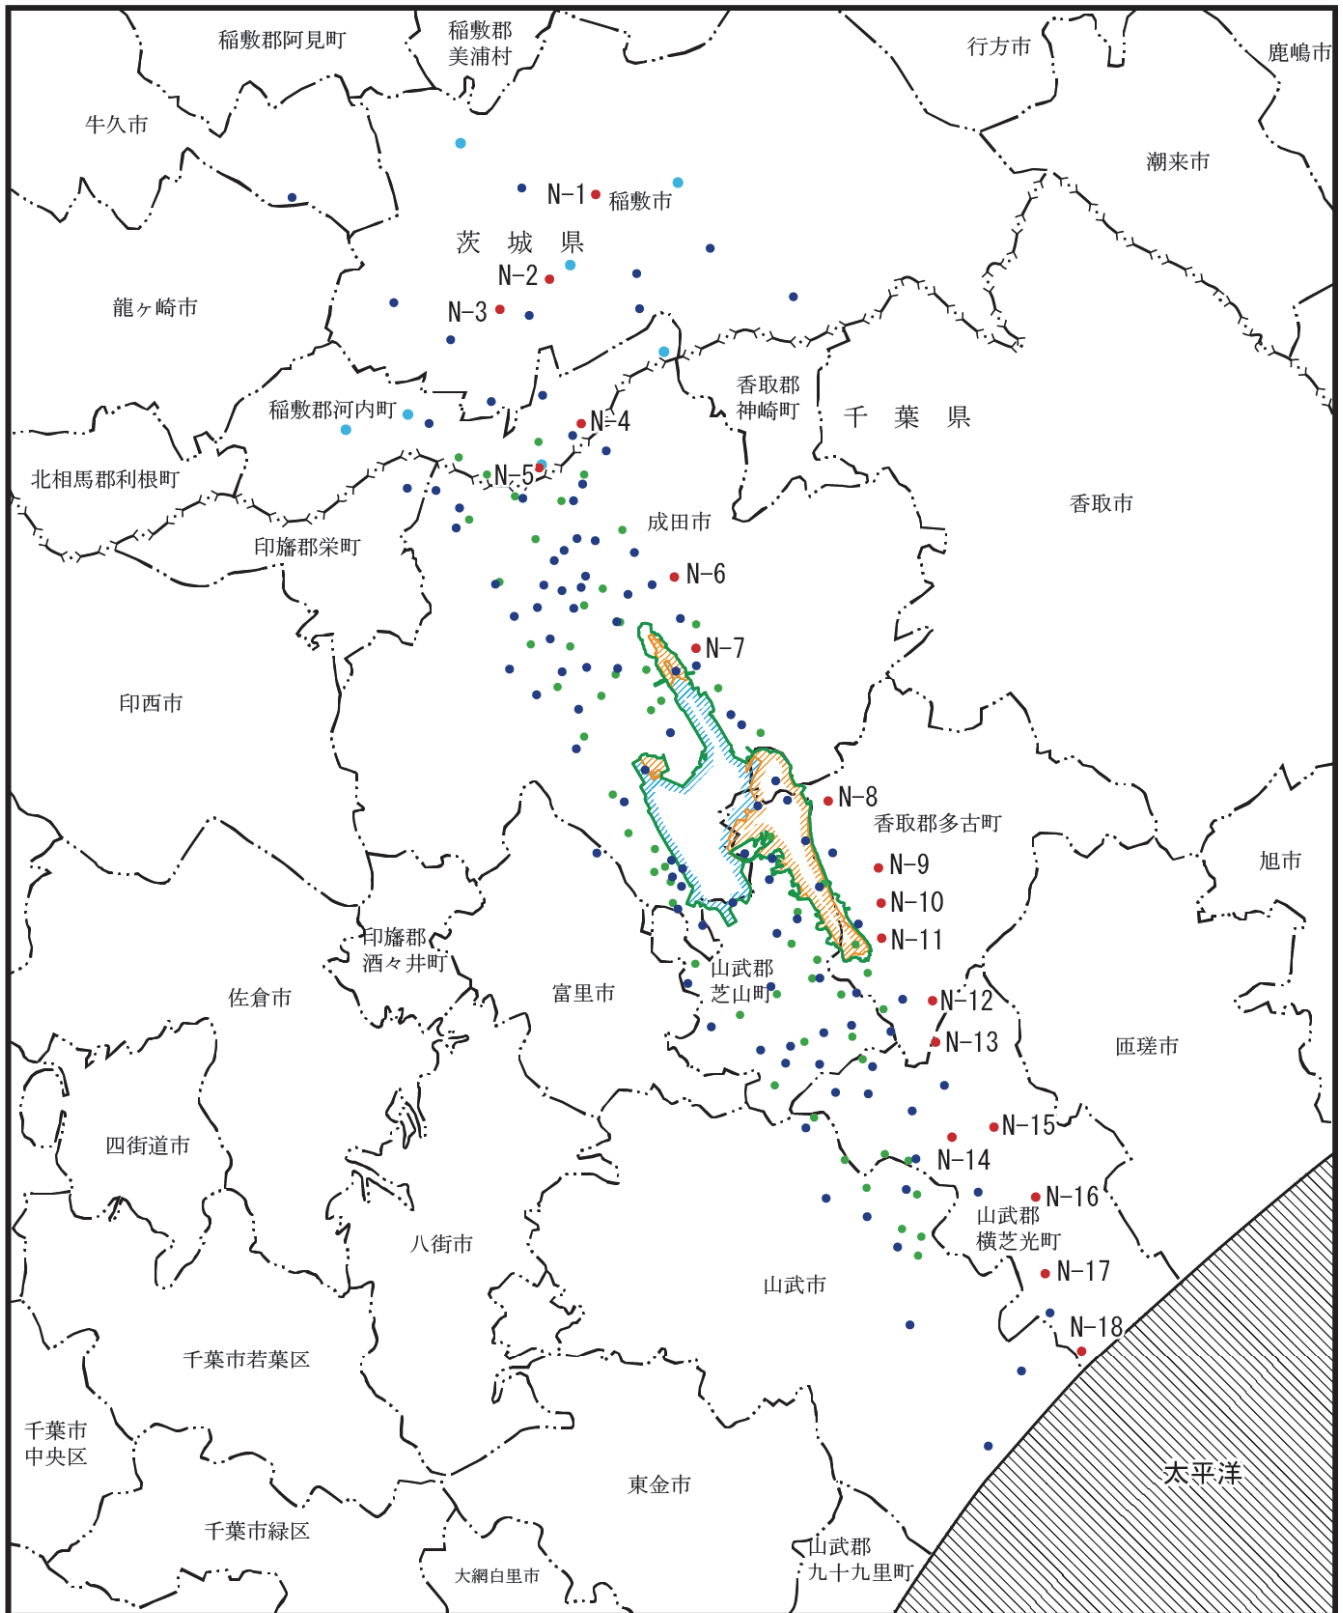 稲敷郡阿見町
稲敷郡
美浦村
行方市
鹿嶋市
牛久市
潮来市
N-1
稲敷市
茨城県
N-2
龍ヶ崎市
N-3
香取郡
神崎町
稲敷郡河内町
千葉県
N-4
北相馬郡利根町
N-5
香取市
成田市
印旛郡栄町
N-6
N-7
印西市
N-8
香取郡多古町
旭市
N-9
N-10
印旛郡
酒々井町
N-11
山武郡
芝山町
佐倉市
富里市
N-12
N-13
匝瑳市
四街道市
N-15
N-14
N-16
山武郡
横芝光町
八街市
N-17
山武市
N-18
千葉市若葉区
千葉市
中央区
太平洋
東金市
千葉市緑区
山武郡
九十九里町
大網白里市